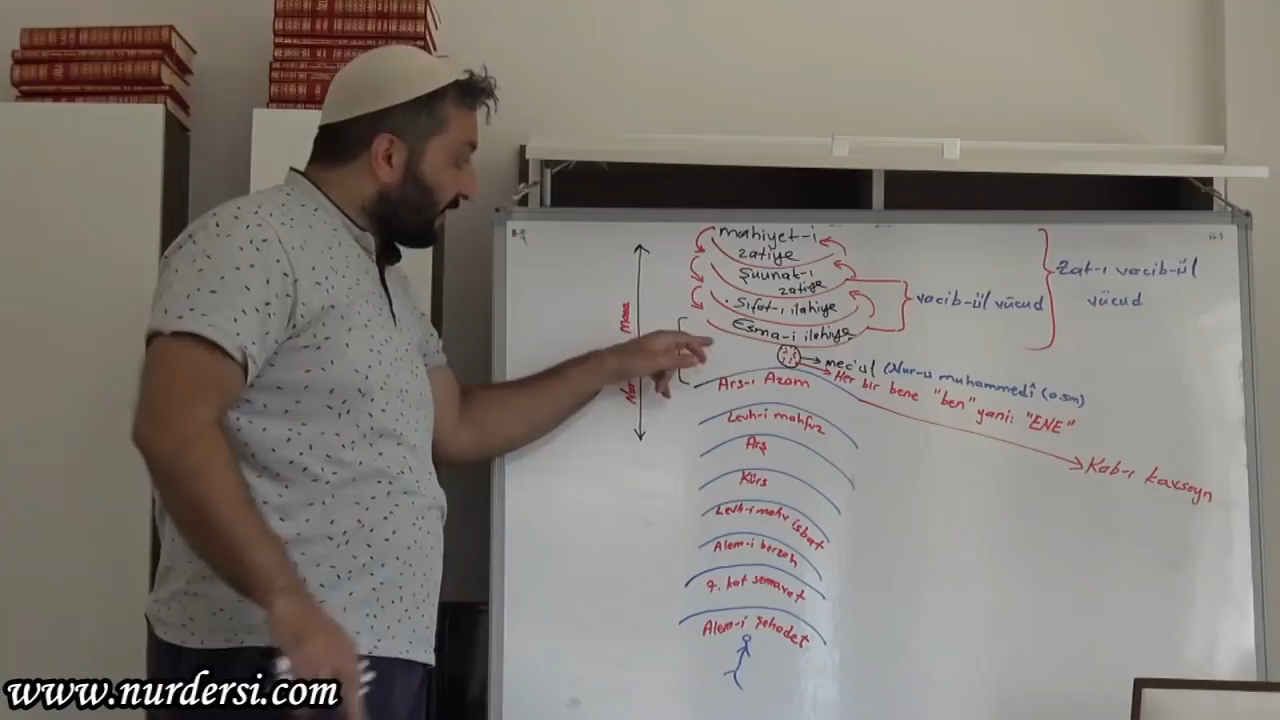 mahiyet-i
zatiye
Şuunat-ı
zatiye
Sıfat-ı ilahiye
Esma-i ilahiye
vacib-ül vücud
Zat-ı vacib-ül
vücud
Mana
Nur
mec'ul (Nur-u muhammedî (a.sm)
Her bir bene "ben" yani: "ENE"
Kab-ı kavseyn
Arş-ı Azam
Levh-i mahfuz
Arş
Kürs
Levh-i mahv isbat
Alem-i berzah
7. kat semavat
Alem-i şehadet
www.nurdersi.com